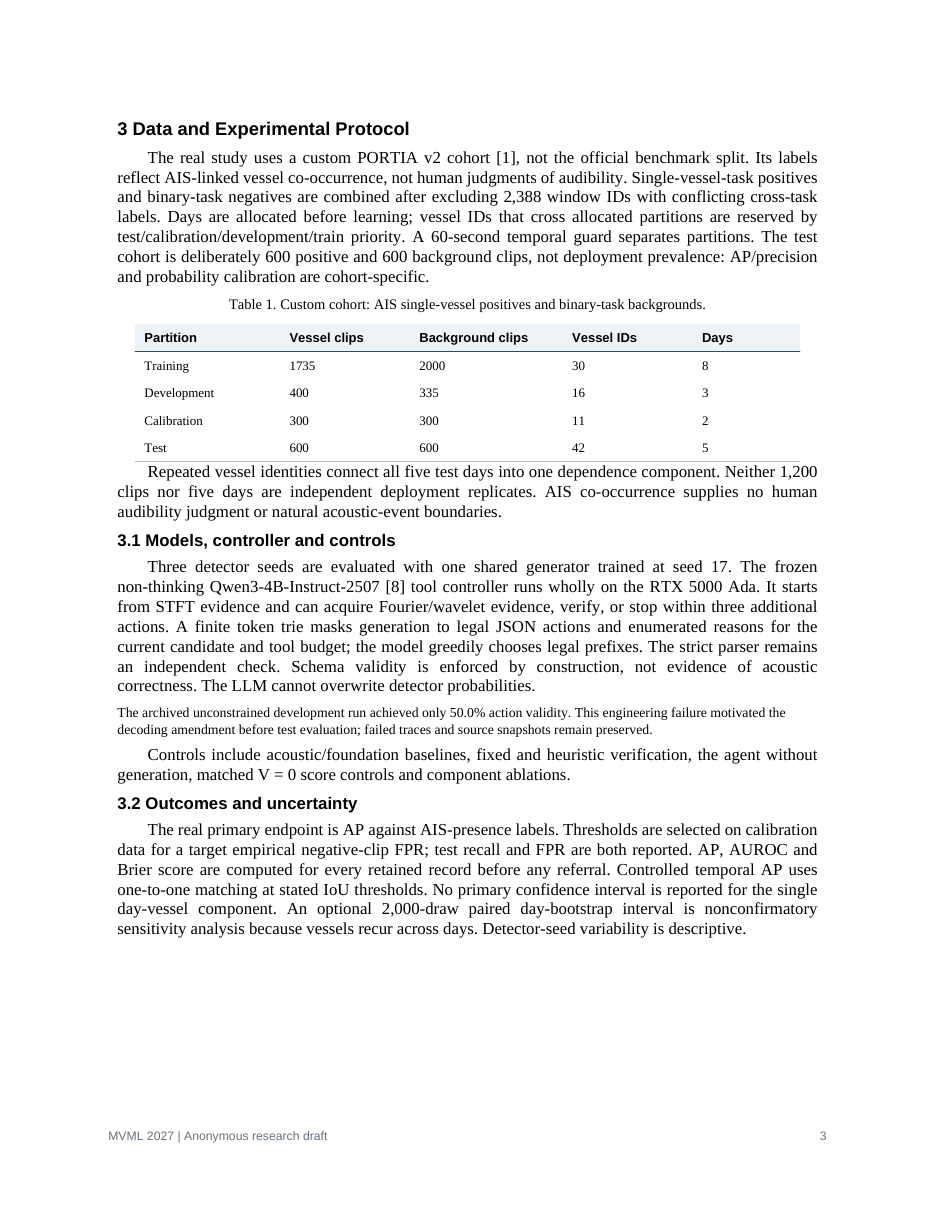 3 Data and Experimental Protocol
The real study uses a custom PORTIA v2 cohort [1], not the official benchmark split. Its labels
reflect AIS-linked vessel co-occurrence, not human judgments of audibility. Single-vessel-task positives
and binary-task negatives are combined after excluding 2,388 window IDs with conflicting cross-task
labels. Days are allocated before learning; vessel IDs that cross allocated partitions are reserved by
test/calibration/development/train priority. A 60-second temporal guard separates partitions. The test
cohort is deliberately 600 positive and 600 background clips, not deployment prevalence: AP/precision
and probability calibration are cohort-specific.
Table 1. Custom cohort: AIS single-vessel positives and binary-task backgrounds.
Partition Vessel clips Background clips Vessel IDs Days
Training 1735 2000 30 8
Development 400 335 16 3
Calibration 300 300 11 2
Test 600 600 42 5
Repeated vessel identities connect all five test days into one dependence component. Neither 1,200
clips nor five days are independent deployment replicates. AIS co-occurrence supplies no human
audibility judgment or natural acoustic-event boundaries.
3.1 Models, controller and controls
Three detector seeds are evaluated with one shared generator trained at seed 17. The frozen
non-thinking Qwen3-4B-Instruct-2507 [8] tool controller runs wholly on the RTX 5000 Ada. It starts
from STFT evidence and can acquire Fourier/wavelet evidence, verify, or stop within three additional
actions. A finite token trie masks generation to legal JSON actions and enumerated reasons for the
current candidate and tool budget; the model greedily chooses legal prefixes. The strict parser remains
an independent check. Schema validity is enforced by construction, not evidence of acoustic
correctness. The LLM cannot overwrite detector probabilities.
The archived unconstrained development run achieved only 50.0% action validity. This engineering failure motivated the
decoding amendment before test evaluation; failed traces and source snapshots remain preserved.
Controls include acoustic/foundation baselines, fixed and heuristic verification, the agent without
generation, matched V = 0 score controls and component ablations.
3.2 Outcomes and uncertainty
The real primary endpoint is AP against AIS-presence labels. Thresholds are selected on calibration
data for a target empirical negative-clip FPR; test recall and FPR are both reported. AP, AUROC and
Brier score are computed for every retained record before any referral. Controlled temporal AP uses
one-to-one matching at stated IoU thresholds. No primary confidence interval is reported for the single
day-vessel component. An optional 2,000-draw paired day-bootstrap interval is nonconfirmatory
sensitivity analysis because vessels recur across days. Detector-seed variability is descriptive.
MVML 2027 | Anonymous research draft 3